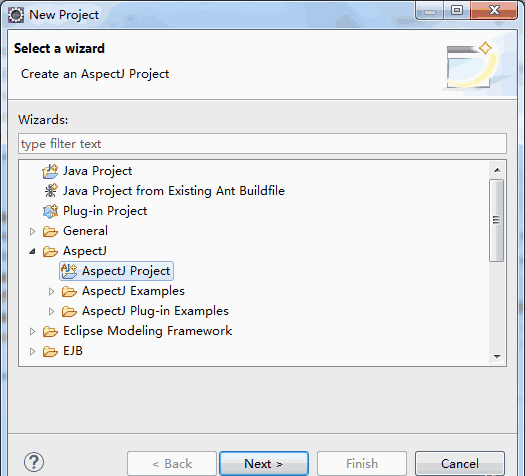 New Project
Select a wizard
Create an AspectJ Project
Wizards:
type filter text
Java Project
Java Project from Existing Ant Buildfile
Plug-in Project
General
AspectJ
AspectJ Project
AspectJ Examples
AspectJ Plug-in Examples
Eclipse Modeling Framework
EJB
? < Back Next > Finish Cancel